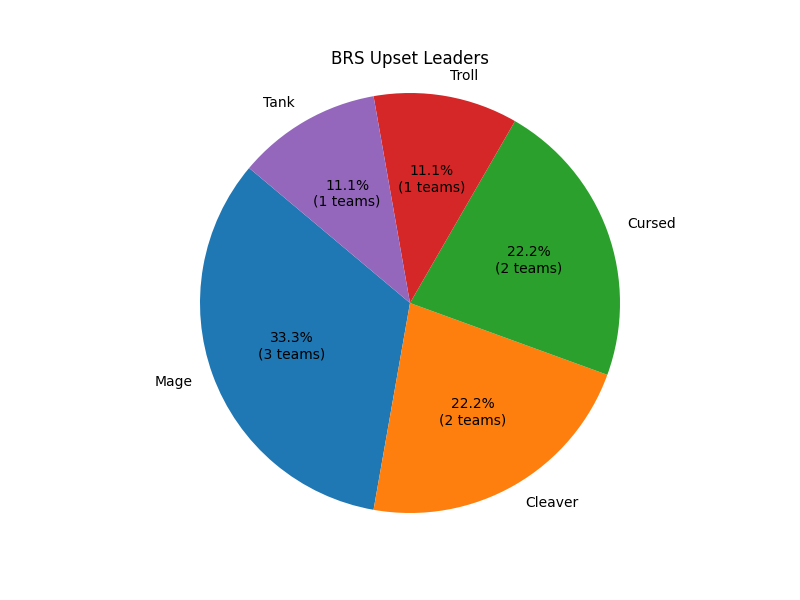 BRS Upset Leaders
Troll
Tank
11.1%
(1 teams)
11.1%
(1 teams)
Cursed
22.2%
(2 teams)
33.3%
(3 teams)
Mage
22.2%
(2 teams)
Cleaver